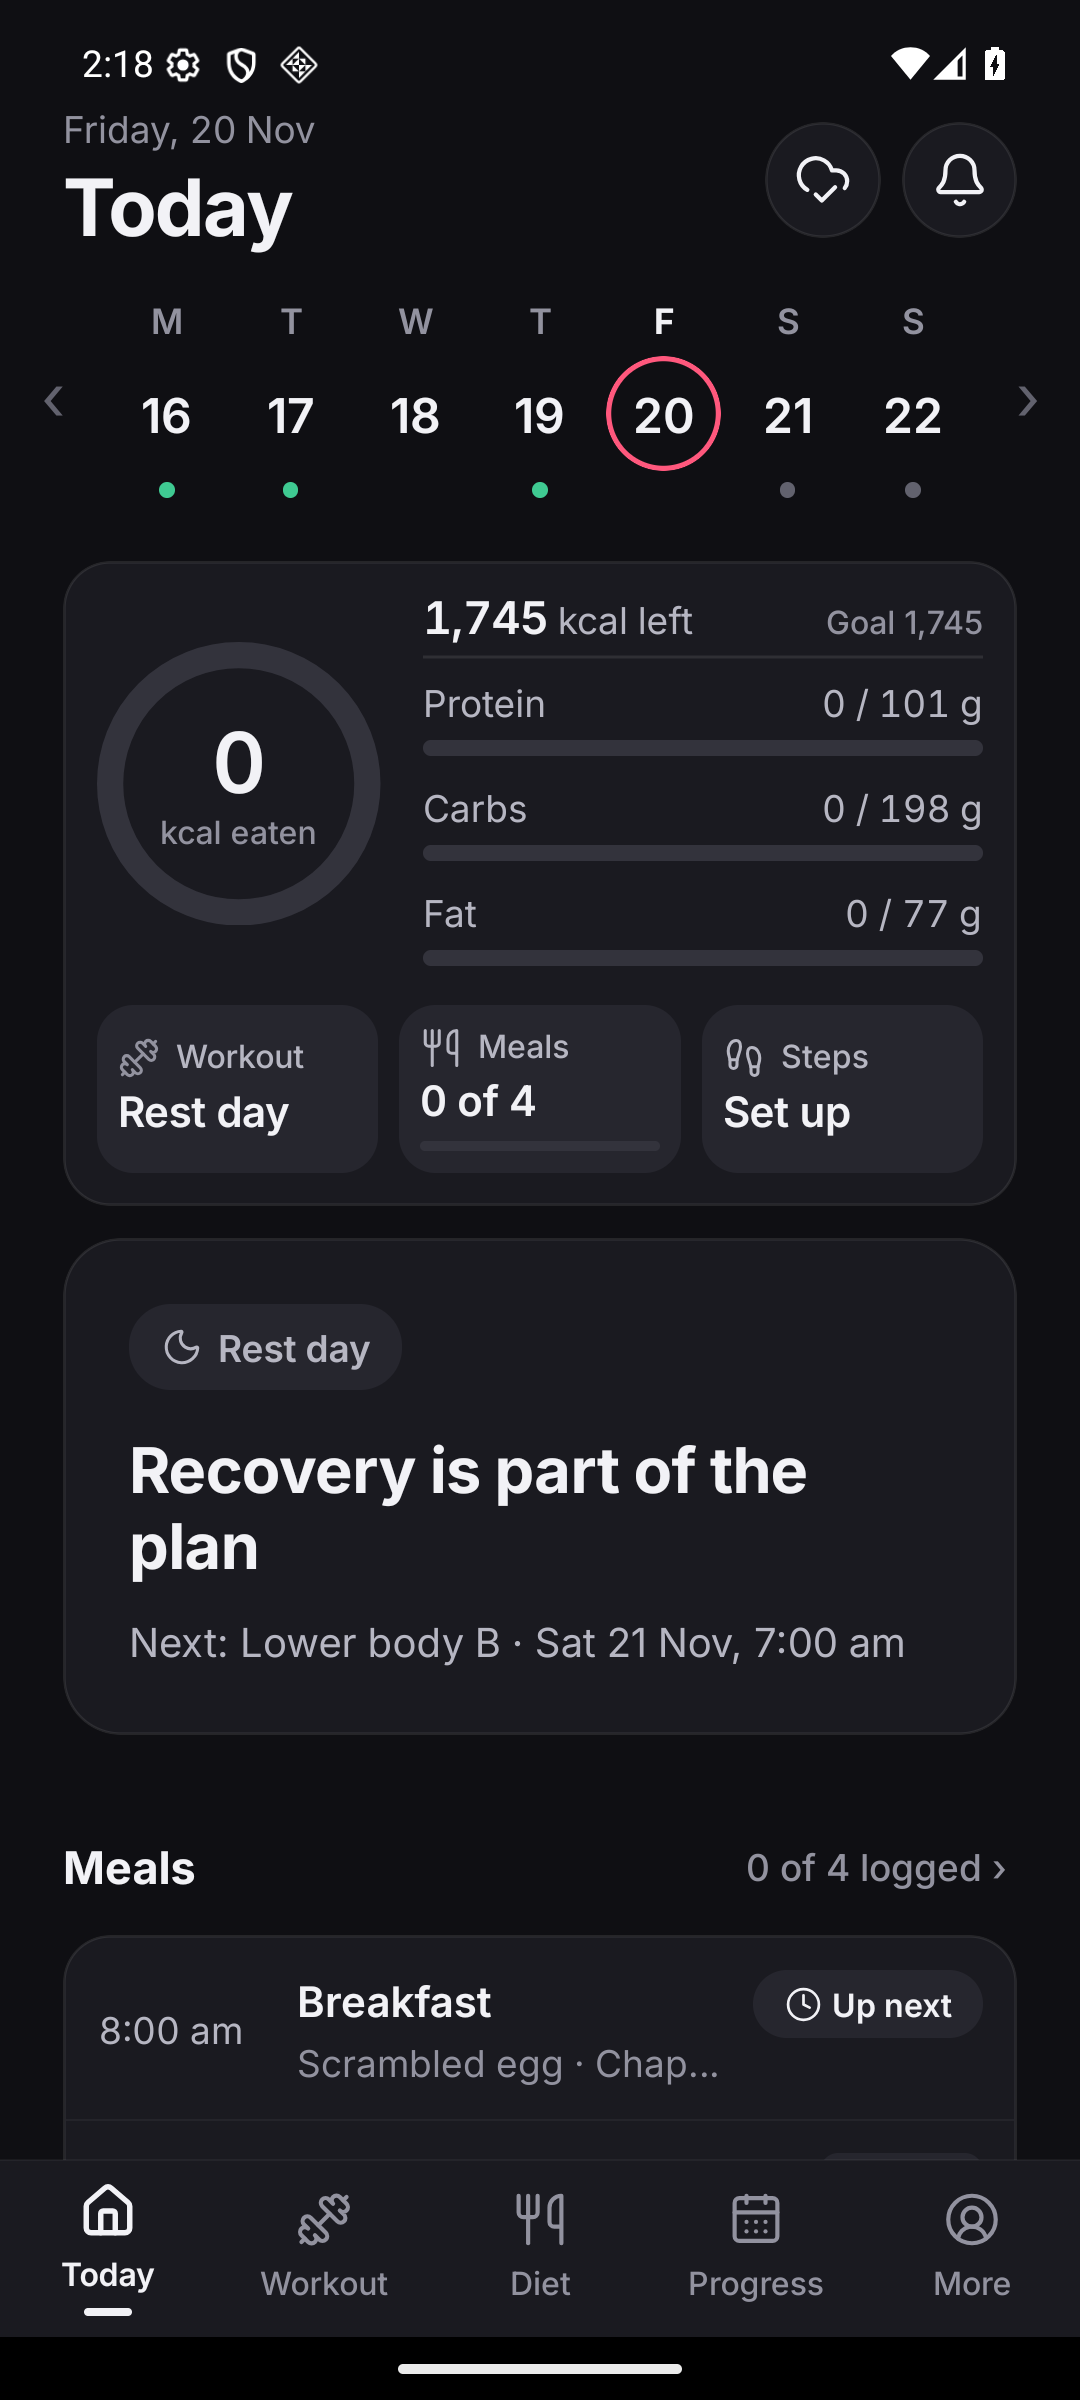 2:18
Friday, 20 Nov
Today
M T W T F S S
‹ 16 17 18 19 20 21 22 ›
1,745 kcal left Goal 1,745
0
kcal eaten
Protein 0 / 101 g
Carbs 0 / 198 g
Fat 0 / 77 g
Workout
Rest day
Meals
0 of 4
Steps
Set up
Rest day
Recovery is part of the
plan
Next: Lower body B · Sat 21 Nov, 7:00 am
Meals 0 of 4 logged ›
8:00 am
Breakfast
Scrambled egg · Chap...
Up next
Today Workout Diet Progress More